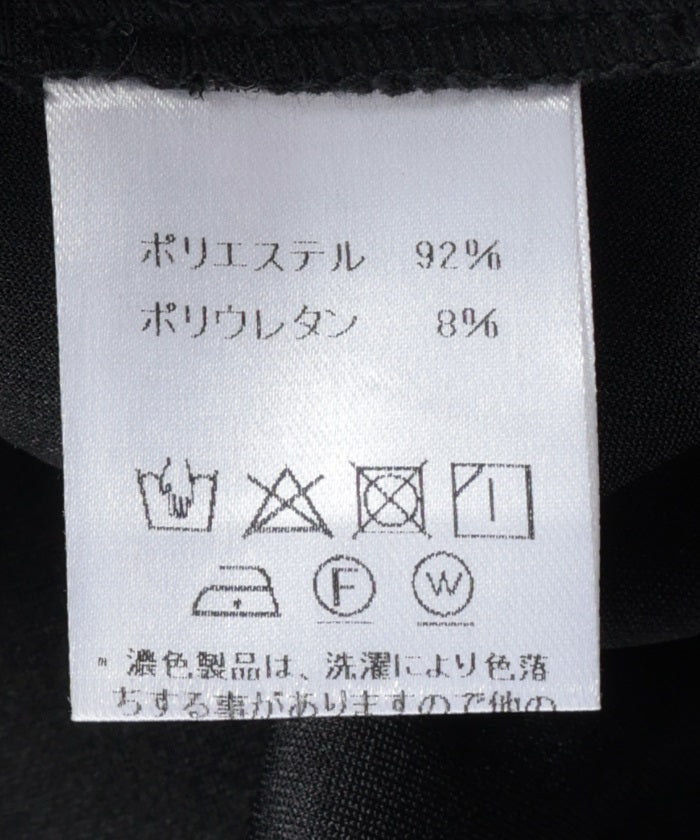 ポリエステル 92%
ポリウレタン 8%
F W
濃色製品は、洗濯により色落
ちする事がありますので他の